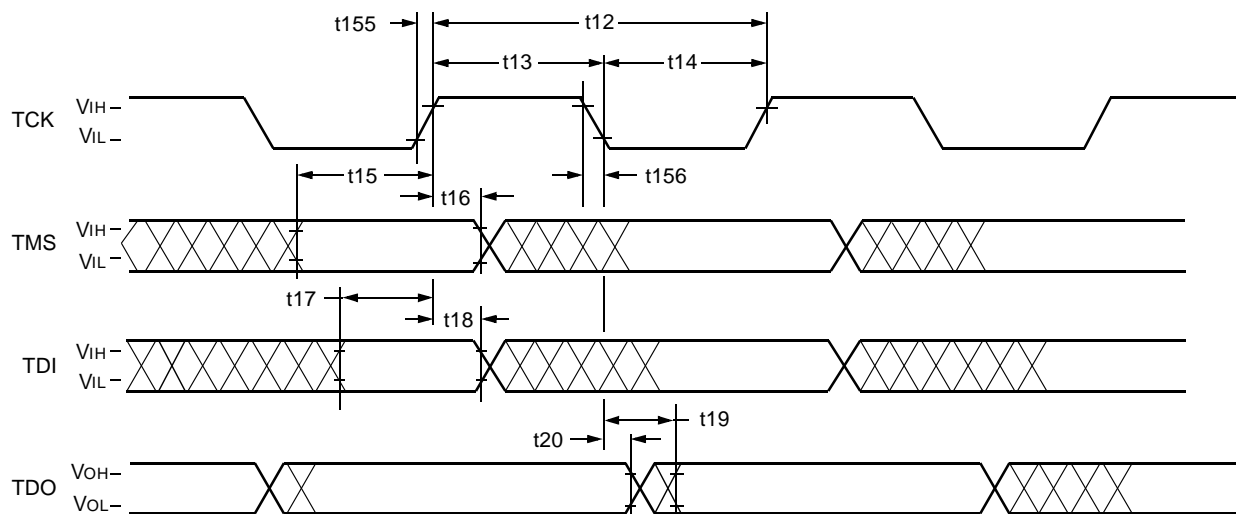 t155
t12
t13
t14
TCK
VIH
VIL
t15
t16
t156
TMS
VIH
VIL
t17
t18
TDI
VIH
VIL
t19
t20
TDO
VOH
VOL